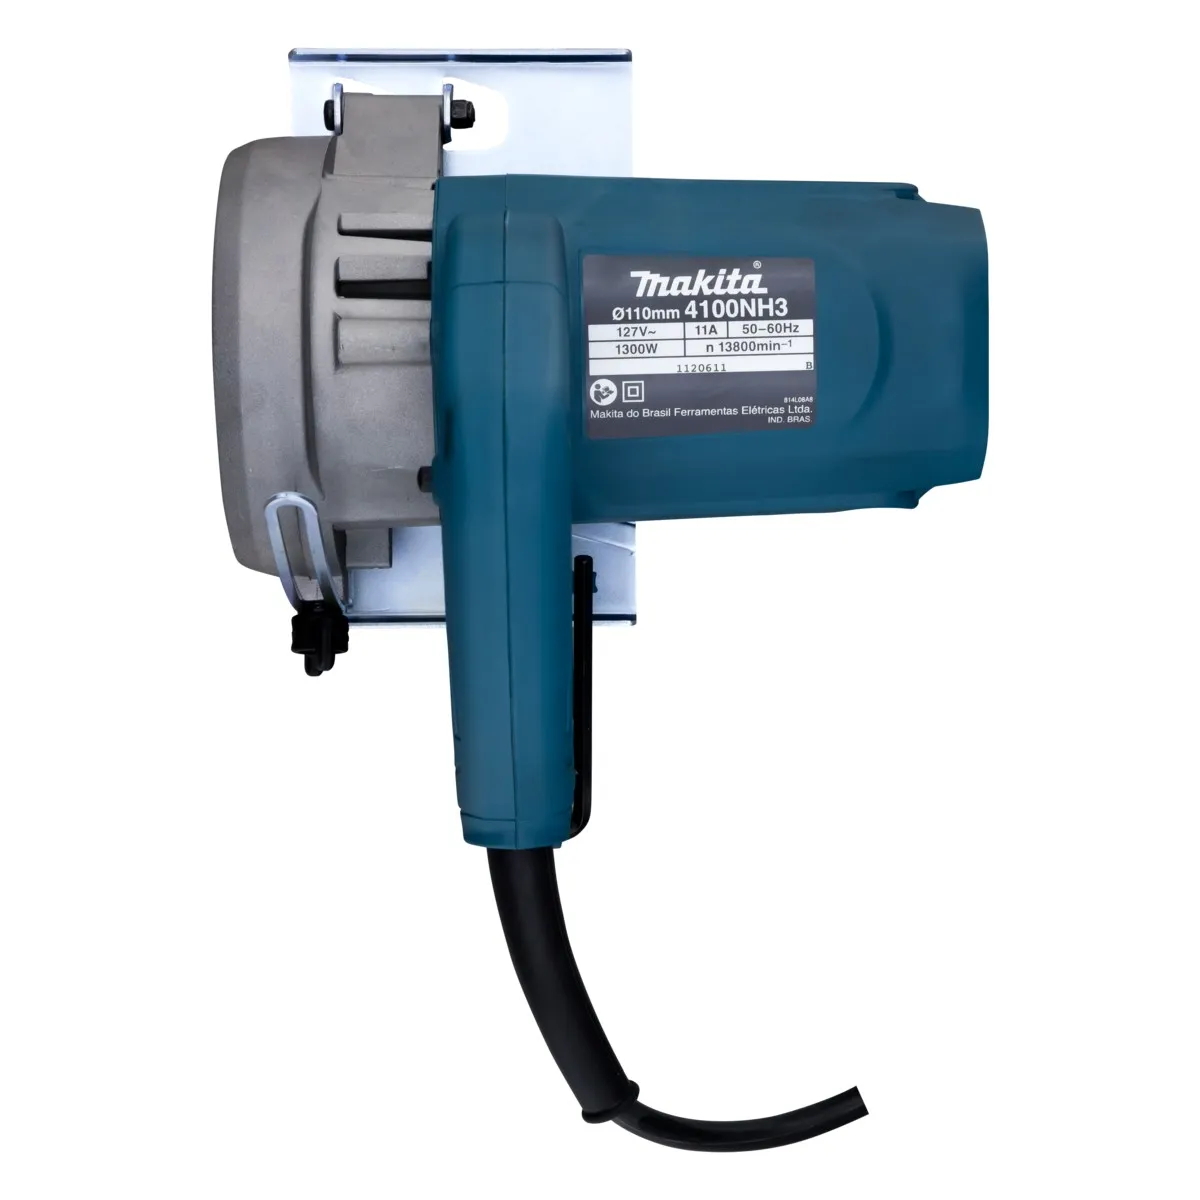 makita®
Ø110mm 4100NH3
127V~ 11A 50-60Hz
1300W n 13800min⁻¹
1120611 B
814L08A8
Makita do Brasil Ferramentas Elétricas Ltda.
IND. BRAS.